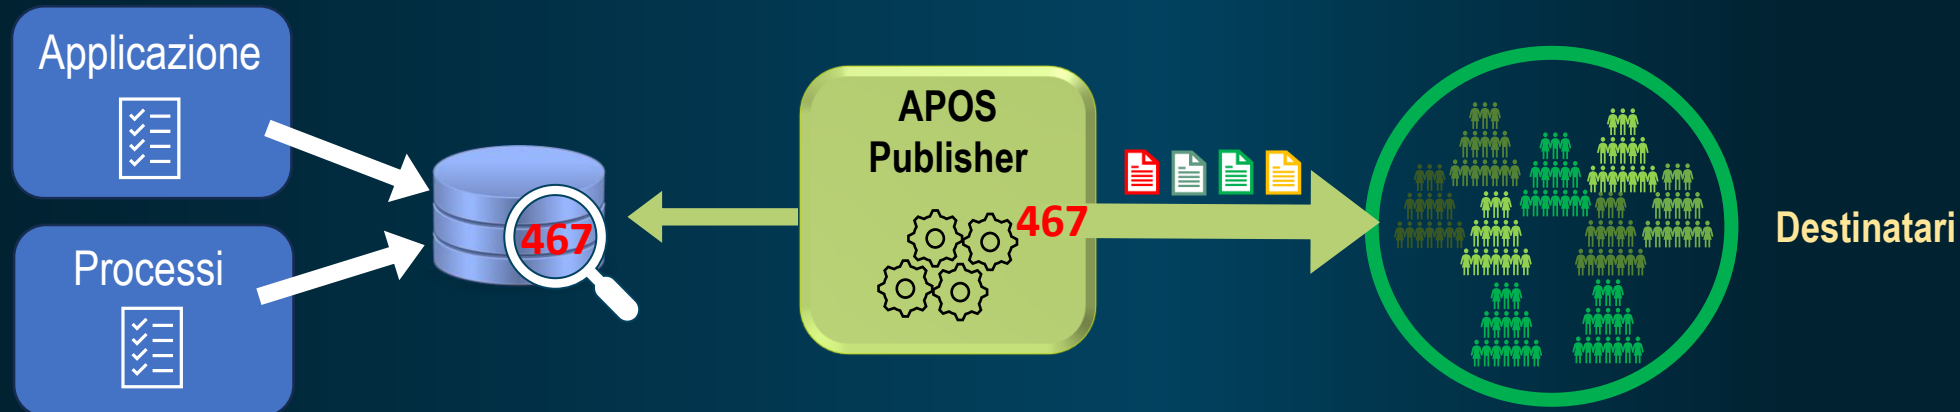 Applicazione
Processi
467
APOS
Publisher
467
Destinatari